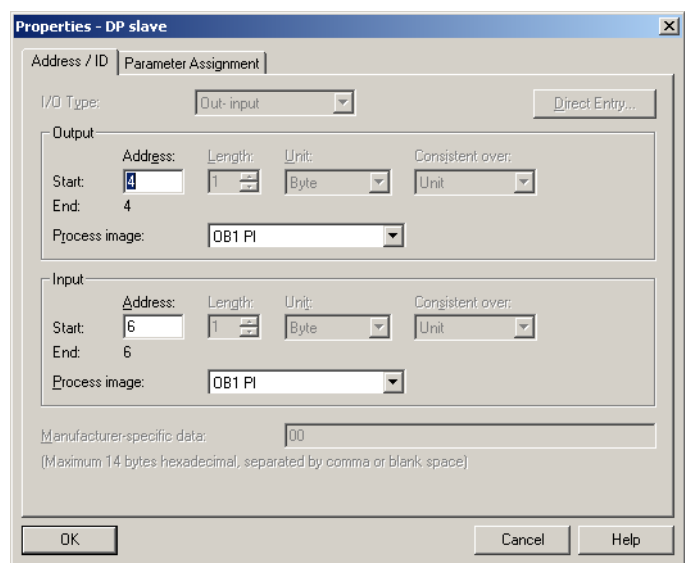 Properties - DP slave
Address / ID Parameter Assignment
I/O Type: Out- input Direct Entry...
Output
Address: Length: Unit: Consistent over:
Start: 4 1 Byte Unit
End: 4
Process image: OB1 PI
Input
Address: Length: Unit: Consistent over:
Start: 6 1 Byte Unit
End: 6
Process image: OB1 PI
Manufacturer-specific data: 00
(Maximum 14 bytes hexadecimal, separated by comma or blank space)
OK Cancel Help